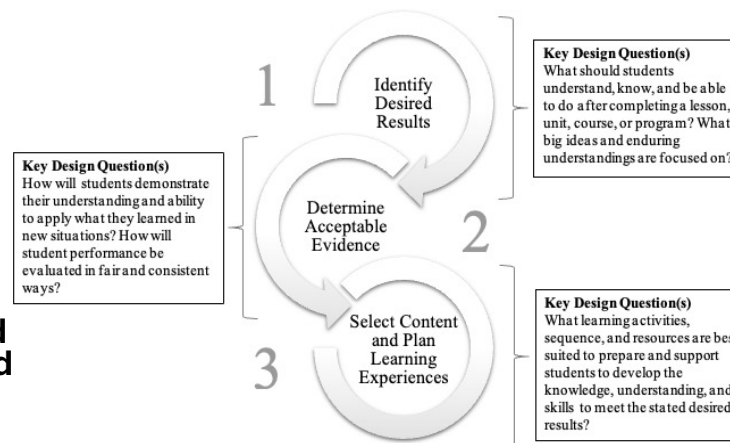 1
Identify
Desired
Results
Key Design Question(s)
What should students
understand, know, and be able
to do after completing a lesson,
unit, course, or program? What
big ideas and enduring
understandings are focused on?
Key Design Question(s)
How will students demonstrate
their understanding and ability
to apply what they learned in
new situations? How will
student performance be
evaluated in fair and consistent
ways?
Determine
Acceptable
Evidence
2
3
Select Content
and Plan
Learning
Experiences
Key Design Question(s)
What learning activities,
sequence, and resources are bes
suited to prepare and support
students to develop the
knowledge, understanding, and
skills to meet the stated desired
results?